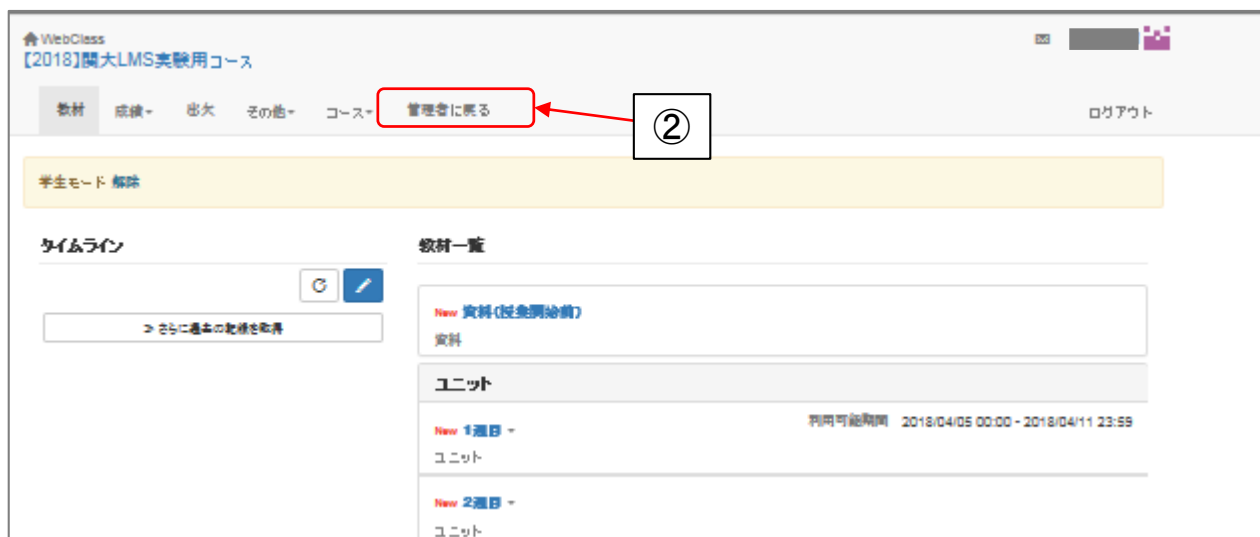 WebClass
【2018】関大LMS実験用コース
教材 成績 出欠 その他 コース 管理者に戻る ログアウト
②
学生モード 解除
タイムライン
教材一覧
New 資料(授業開始前)
≫ さらに過去の記録を取得
資料
ユニット
New 1週目
利用可能期間 2018/04/05 00:00 - 2018/04/11 23:59
ユニット
New 2週目
ユニット